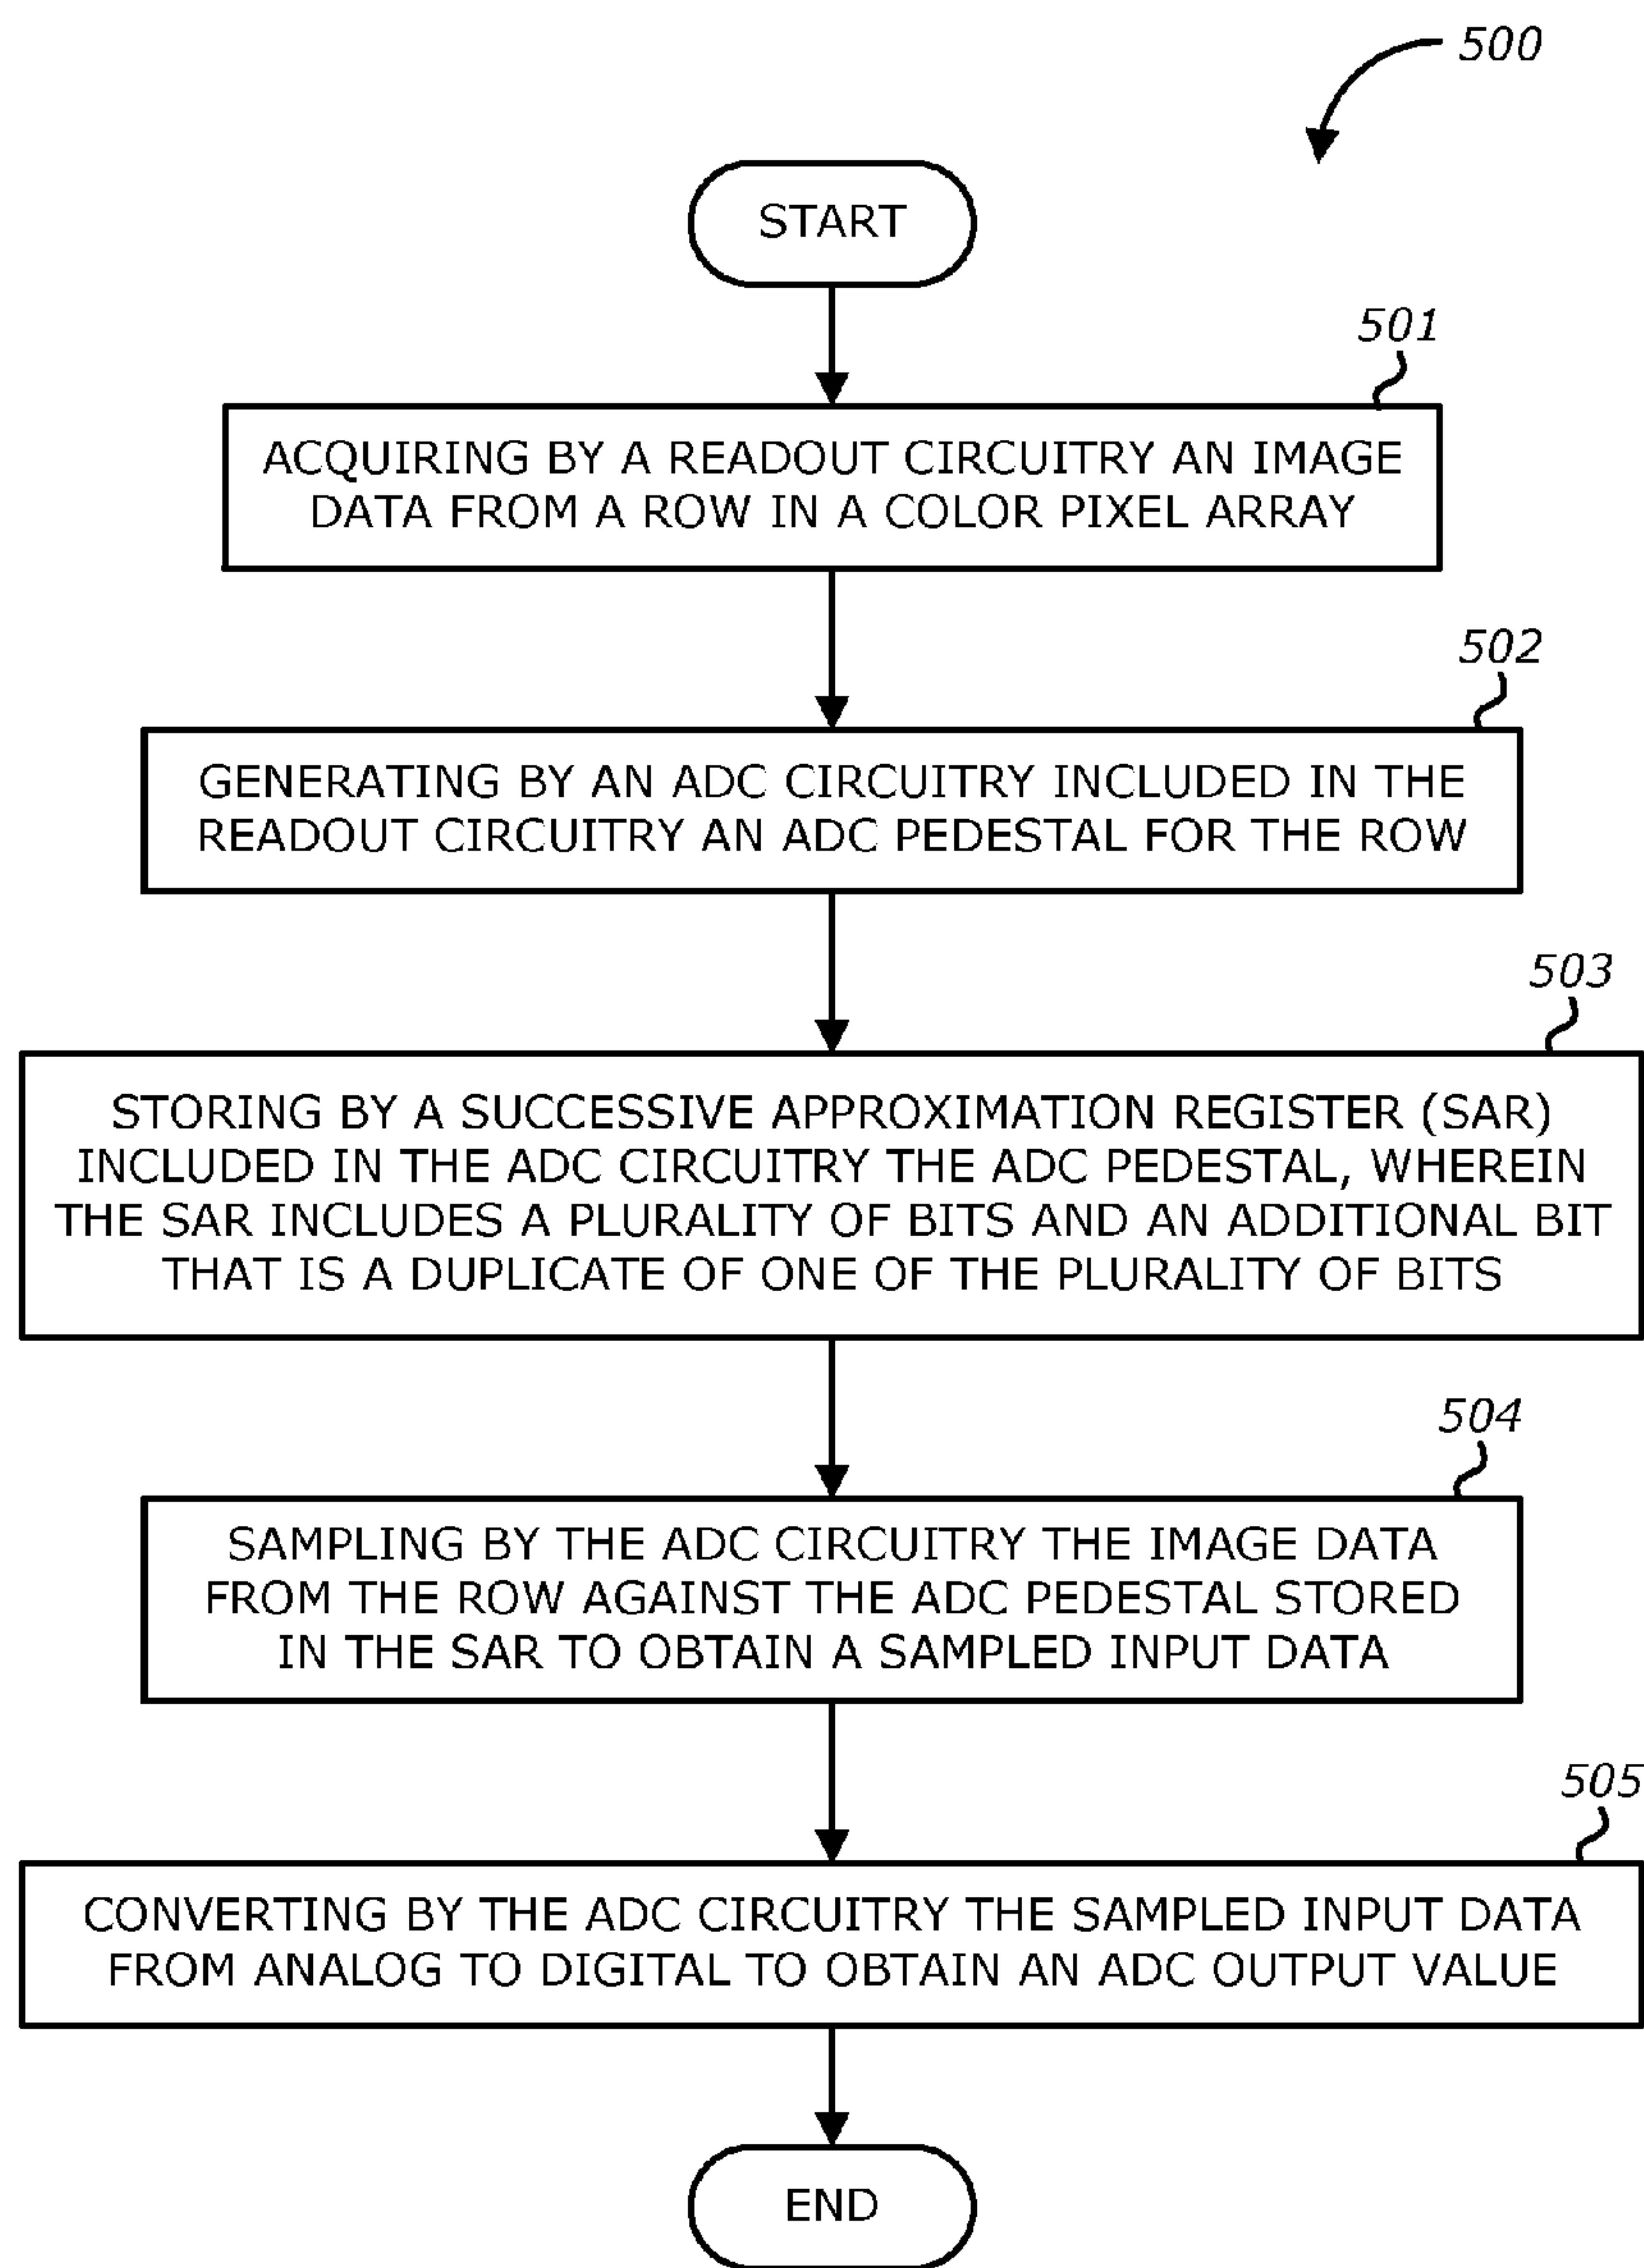 500
START
501
ACQUIRING BY A READOUT CIRCUITRY AN IMAGE
DATA FROM A ROW IN A COLOR PIXEL ARRAY
502
GENERATING BY AN ADC CIRCUITRY INCLUDED IN THE
READOUT CIRCUITRY AN ADC PEDESTAL FOR THE ROW
503
STORING BY A SUCCESSIVE APPROXIMATION REGISTER (SAR)
INCLUDED IN THE ADC CIRCUITRY THE ADC PEDESTAL, WHEREIN
THE SAR INCLUDES A PLURALITY OF BITS AND AN ADDITIONAL BIT
THAT IS A DUPLICATE OF ONE OF THE PLURALITY OF BITS
504
SAMPLING BY THE ADC CIRCUITRY THE IMAGE DATA
FROM THE ROW AGAINST THE ADC PEDESTAL STORED
IN THE SAR TO OBTAIN A SAMPLED INPUT DATA
505
CONVERTING BY THE ADC CIRCUITRY THE SAMPLED INPUT DATA
FROM ANALOG TO DIGITAL TO OBTAIN AN ADC OUTPUT VALUE
END